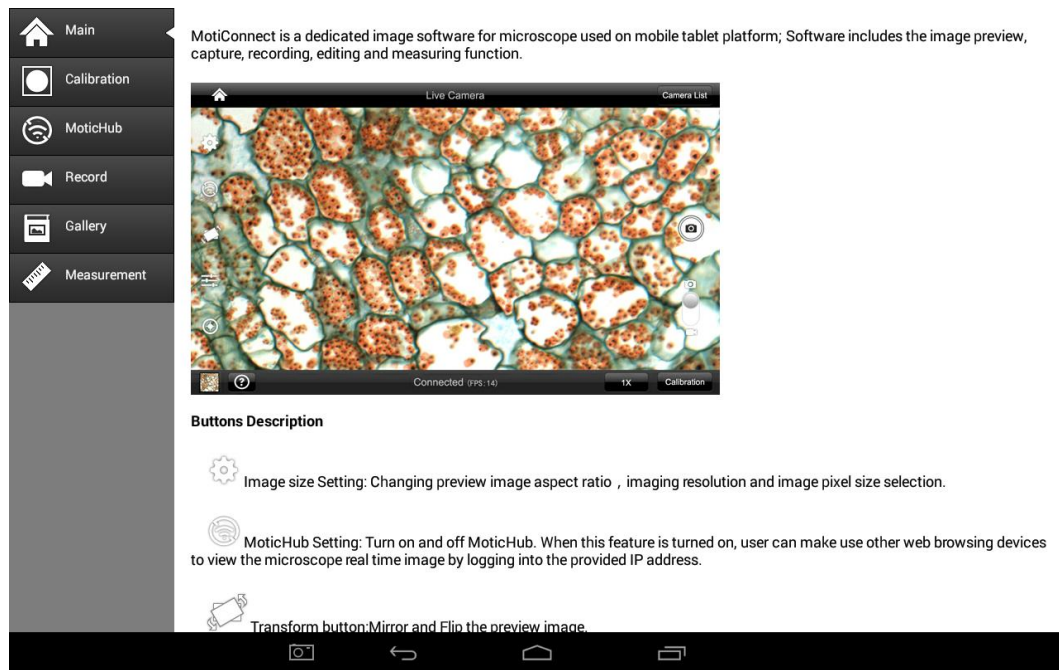 Main
Calibration
MoticHub
Record
Gallery
Measurement
MotiConnect is a dedicated image software for microscope used on mobile tablet platform; Software includes the image preview,
capture, recording, editing and measuring function.
Live Camera
Camera List
Connected (FPS:14)
1X
Calibration
Buttons Description
Image size Setting: Changing preview image aspect ratio , imaging resolution and image pixel size selection.
MoticHub Setting: Turn on and off MoticHub. When this feature is turned on, user can make use other web browsing devices
to view the microscope real time image by logging into the provided IP address.
Transform button:Mirror and Flip the preview image.